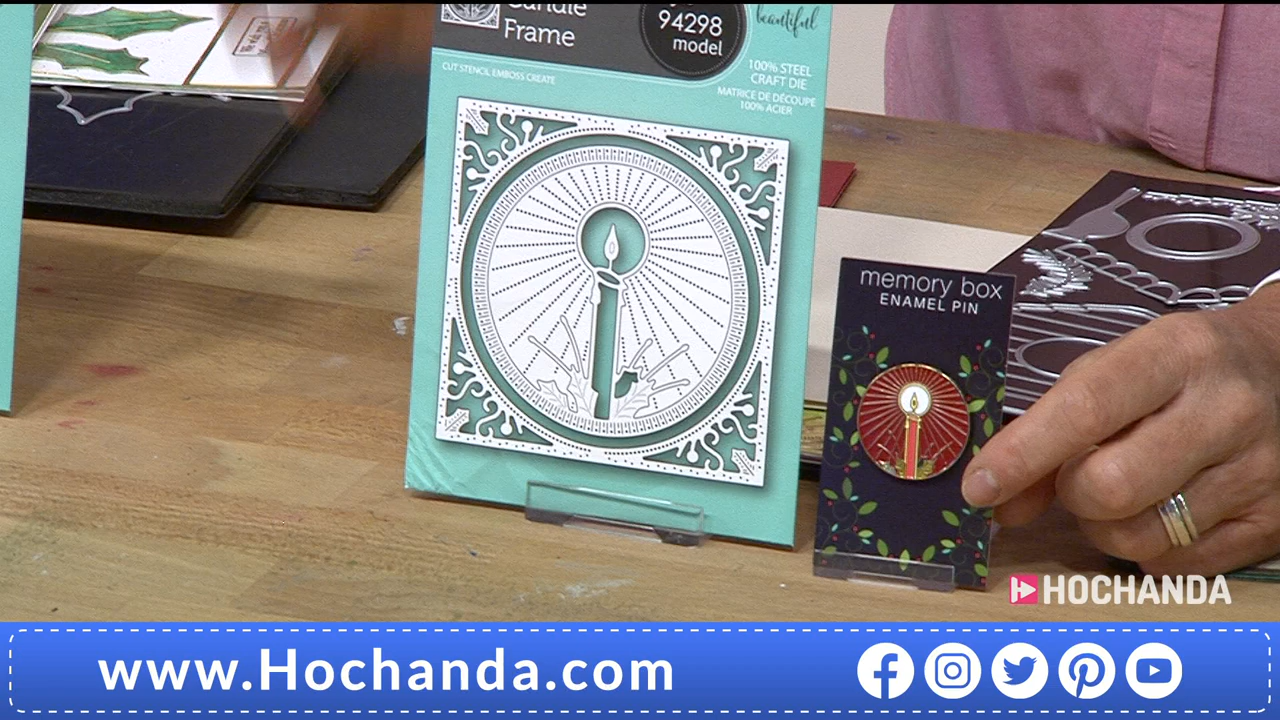 Candle
Frame
94298
model
beautiful
CUT STENCIL EMBOSS CREATE
100% STEEL
CRAFT DIE
MATRICE DE DÉCOUPE
100% ACIER
memory box
ENAMEL PIN
HOCHANDA
www.Hochanda.com